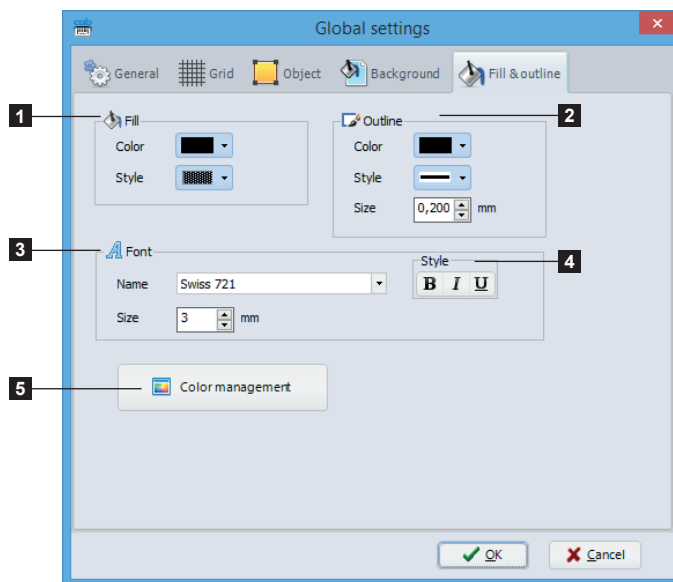 cab
Global settings
General Grid Object Background Fill & outline
1 Fill
2 Outline
Color
Color
Style
Style
Size 0,200 mm
3 Font
Style 4
Name Swiss 721
B I U
Size 3 mm
5 Color management
OK Cancel